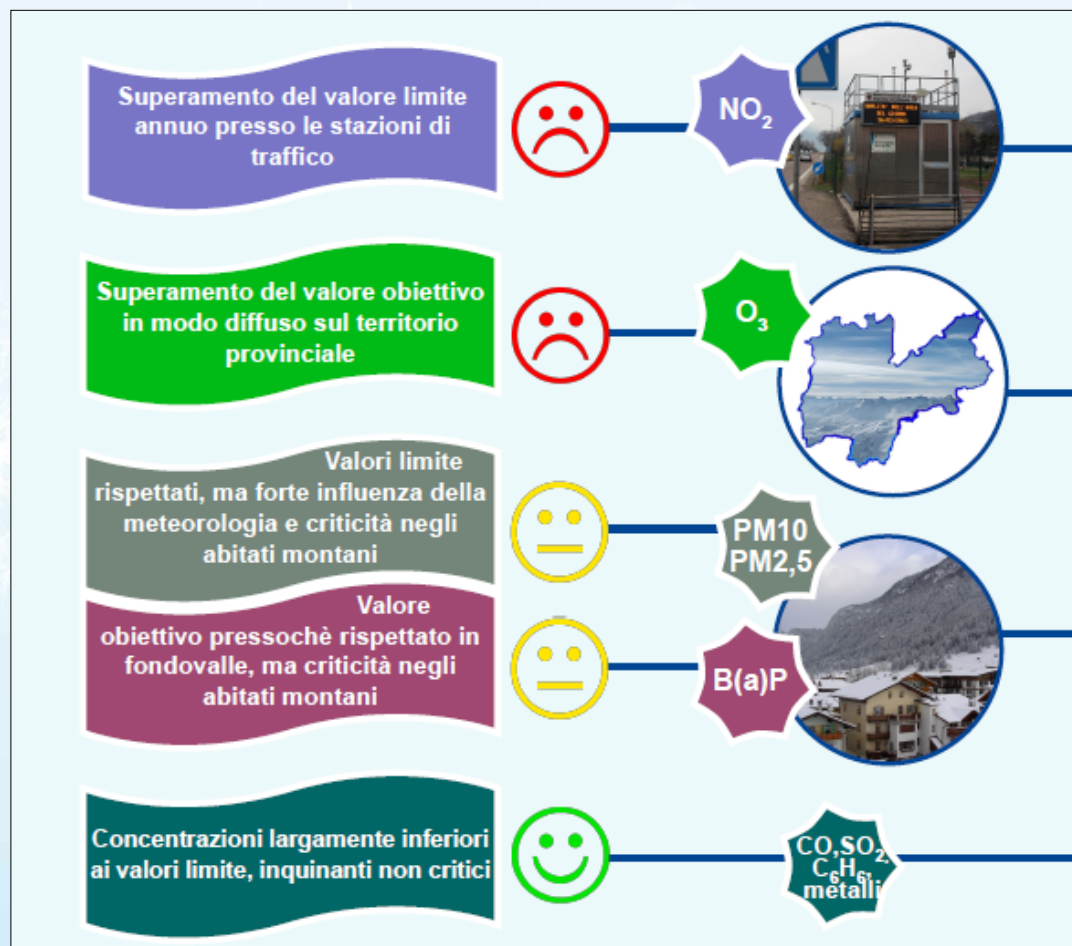 Superamento del valore limite
annuo presso le stazioni di
traffico
NO₂
Superamento del valore obiettivo
in modo diffuso sul territorio
provinciale
O₃
Valori limite
rispettati, ma forte influenza della
meteorologia e criticità negli
abitati montani
PM10
PM2,5
Valore
obiettivo pressochè rispettato in
fondovalle, ma criticità negli
abitati montani
B(a)P
Concentrazioni largamente inferiori
ai valori limite, inquinanti non critici
CO,SO₂,
C₆H₆,
metalli